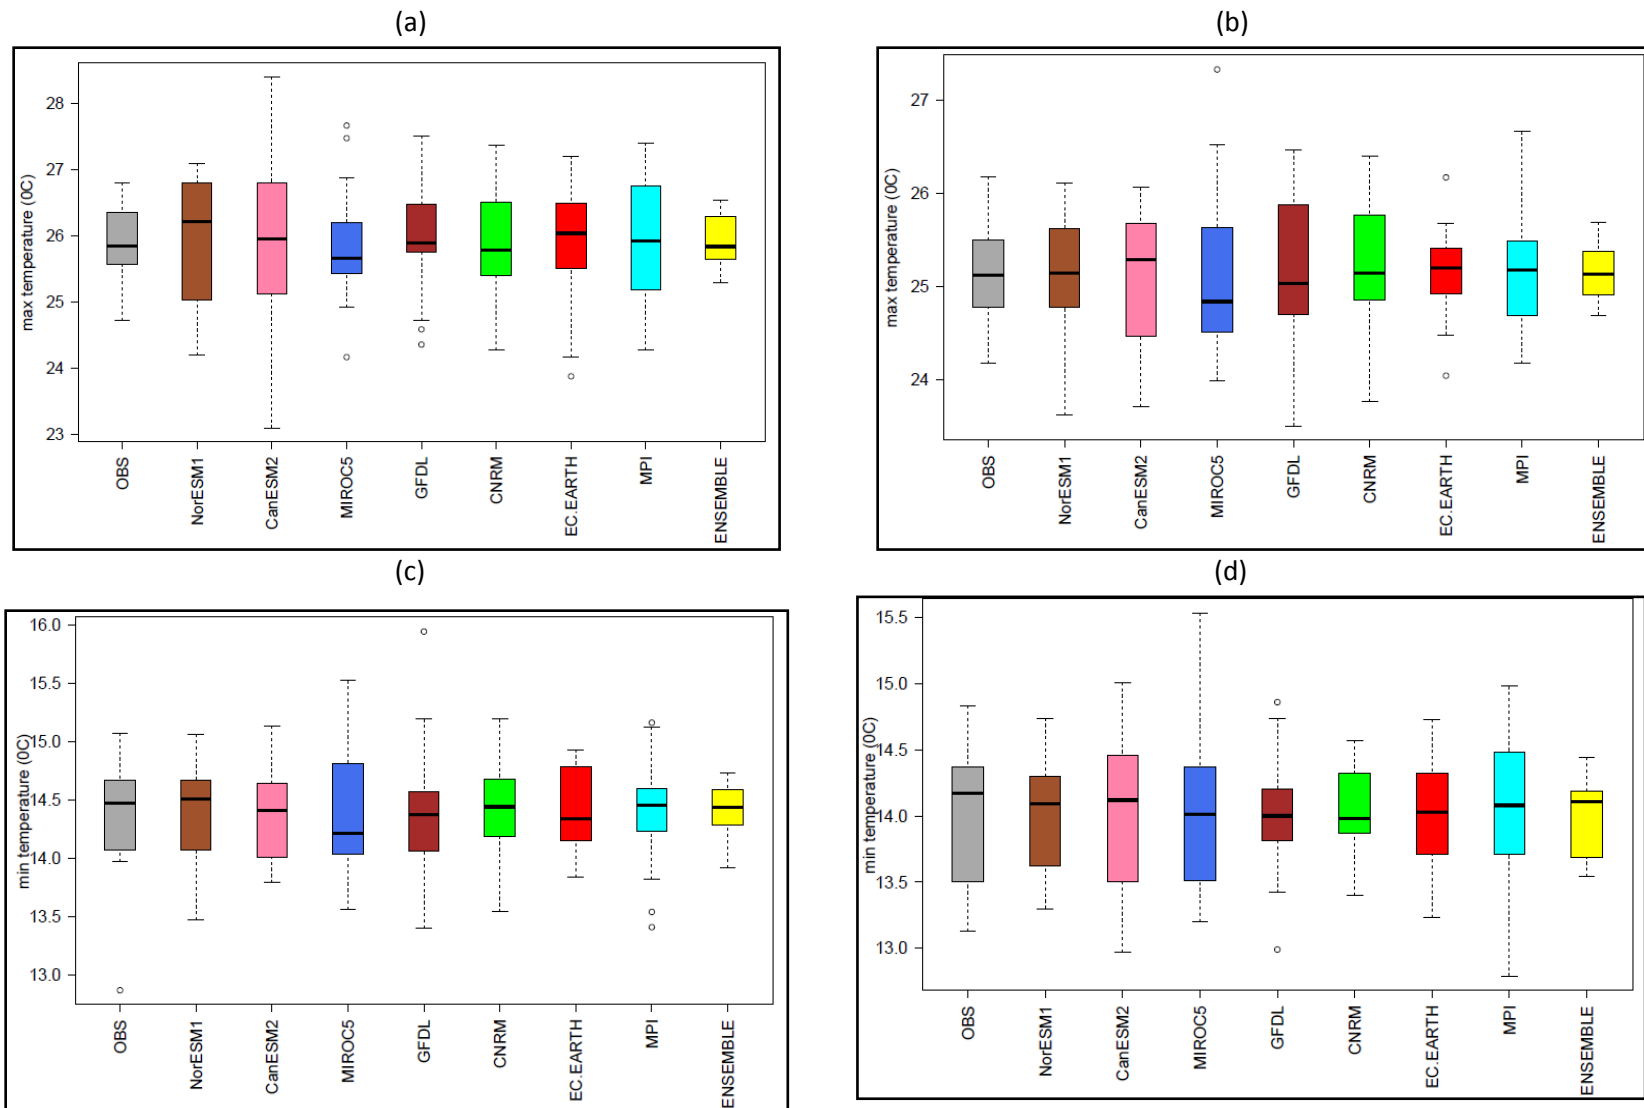 (a)
(b)
max temperature (0C)
28
27
26
25
24
23
OBS
NorESM1
CanESM2
MIROC5
GFDL
CNRM
EC.EARTH
MPI
ENSEMBLE
max temperature (0C)
27
26
25
24
OBS
NorESM1
CanESM2
MIROC5
GFDL
CNRM
EC.EARTH
MPI
ENSEMBLE
(c)
(d)
min temperature (0C)
16.0
15.5
15.0
14.5
14.0
13.5
13.0
OBS
NorESM1
CanESM2
MIROC5
GFDL
CNRM
EC.EARTH
MPI
ENSEMBLE
min temperature (0C)
15.5
15.0
14.5
14.0
13.5
13.0
OBS
NorESM1
CanESM2
MIROC5
GFDL
CNRM
EC.EARTH
MPI
ENSEMBLE